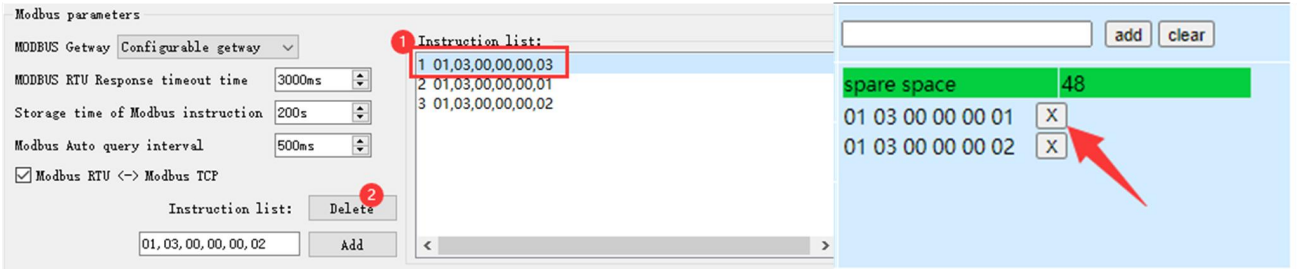 Modbus parameters
MODBUS Getway Configurable getway
MODBUS RTU Response timeout time 3000ms
Storage time of Modbus instruction 200s
Modbus Auto query interval 500ms
Modbus RTU <-> Modbus TCP
2
Instruction list: Delete
01,03,00,00,00,02 Add
1 Instruction list:
1 01,03,00,00,00,03
2 01,03,00,00,00,01
3 01,03,00,00,00,02
add clear
spare space 48
01 03 00 00 00 01 X
01 03 00 00 00 02 X